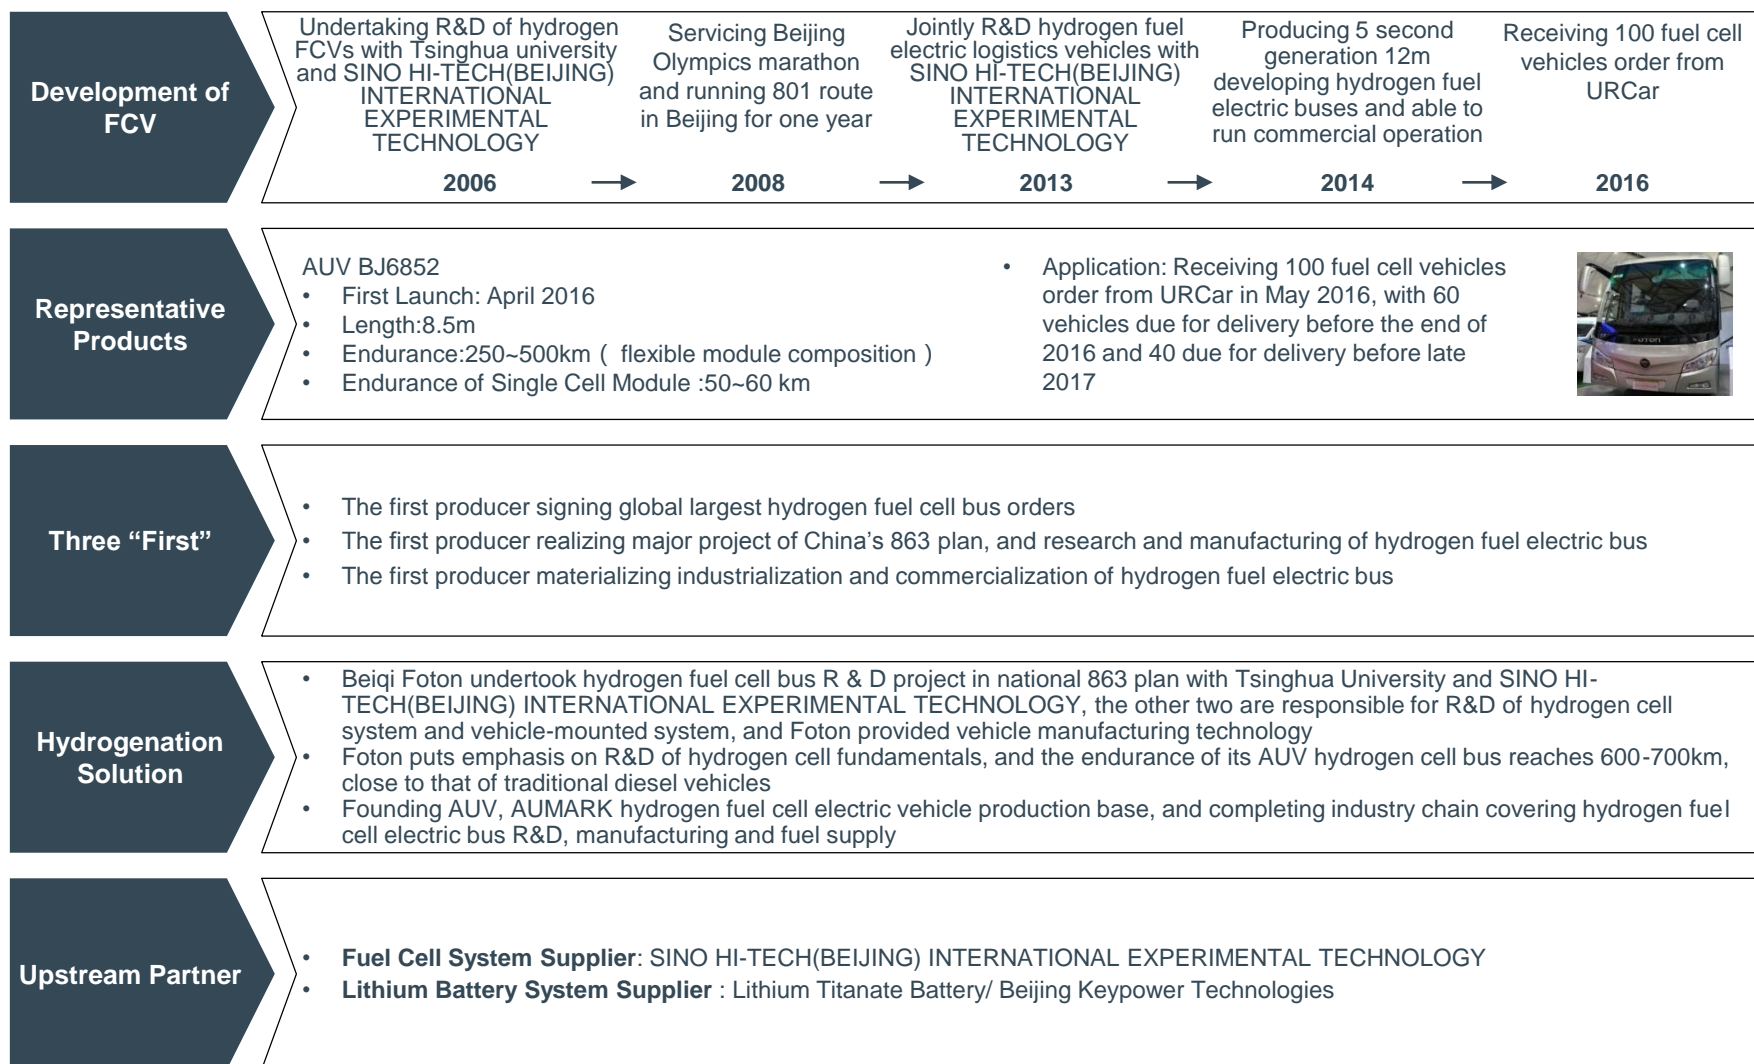 Development of
FCV
Undertaking R&D of hydrogen
FCVs with Tsinghua university
and SINO HI-TECH(BEIJING)
INTERNATIONAL
EXPERIMENTAL
TECHNOLOGY
2006
Servicing Beijing
Olympics marathon
and running 801 route
in Beijing for one year
2008
Jointly R&D hydrogen fuel
electric logistics vehicles with
SINO HI-TECH(BEIJING)
INTERNATIONAL
EXPERIMENTAL
TECHNOLOGY
2013
Producing 5 second
generation 12m
developing hydrogen fuel
electric buses and able to
run commercial operation
2014
Receiving 100 fuel cell
vehicles order from
URCar
2016
Representative
Products
AUV BJ6852
• First Launch: April 2016
• Length:8.5m
• Endurance:250~500km（ flexible module composition）
• Endurance of Single Cell Module :50~60 km
• Application: Receiving 100 fuel cell vehicles
order from URCar in May 2016, with 60
vehicles due for delivery before the end of
2016 and 40 due for delivery before late
2017
FOTON
Three “First”
• The first producer signing global largest hydrogen fuel cell bus orders
• The first producer realizing major project of China’s 863 plan, and research and manufacturing of hydrogen fuel electric bus
• The first producer materializing industrialization and commercialization of hydrogen fuel electric bus
Hydrogenation
Solution
• Beiqi Foton undertook hydrogen fuel cell bus R & D project in national 863 plan with Tsinghua University and SINO HI-
TECH(BEIJING) INTERNATIONAL EXPERIMENTAL TECHNOLOGY, the other two are responsible for R&D of hydrogen cell
system and vehicle-mounted system, and Foton provided vehicle manufacturing technology
• Foton puts emphasis on R&D of hydrogen cell fundamentals, and the endurance of its AUV hydrogen cell bus reaches 600-700km,
close to that of traditional diesel vehicles
• Founding AUV, AUMARK hydrogen fuel cell electric vehicle production base, and completing industry chain covering hydrogen fuel
cell electric bus R&D, manufacturing and fuel supply
Upstream Partner
• Fuel Cell System Supplier: SINO HI-TECH(BEIJING) INTERNATIONAL EXPERIMENTAL TECHNOLOGY
• Lithium Battery System Supplier : Lithium Titanate Battery/ Beijing Keypower Technologies